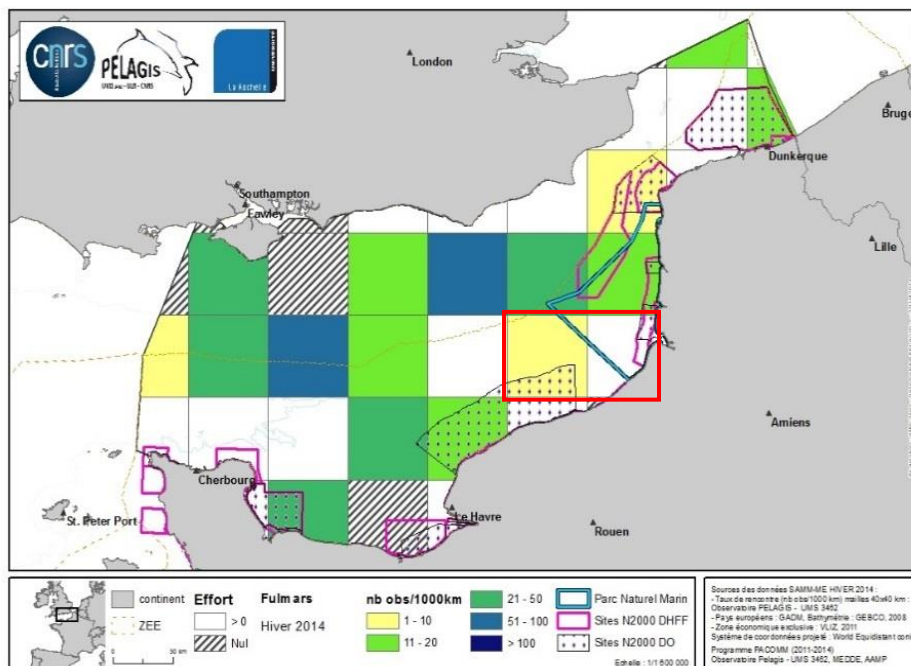 cnrs
PELAGIS
La Rochelle
London
Bruge
Dunkerque
Southampton
Fawley
Lille
Amiens
Cherbourg
St. Peter Port
Le Havre
Rouen
continent
ZEE
Effort
> 0
Nul
Fulmars
Hiver 2014
nb obs/1000km
1 - 10
11 - 20
21 - 50
51 - 100
> 100
Parc Naturel Marin
Sites N2000 DHFF
Sites N2000 DO
Echelle : 1/1 600 000
Sources des données SAMM-ME HIVER 2014 :
- Taux de rencontre (nb obs/1000 km) mailles 40x40 km :
Observatoire PELAGIS - UMS 3462
- Pays européens : GADM, Bathymétrie : GEBCO, 2008
- Zone économique exclusive : VLIZ, 2011
Système de coordonnées projeté : World Equidistant con
Programme PACOMM (2011-2014)
Observatoire Pelagis - UMS 3462, MEDDE, AAMP